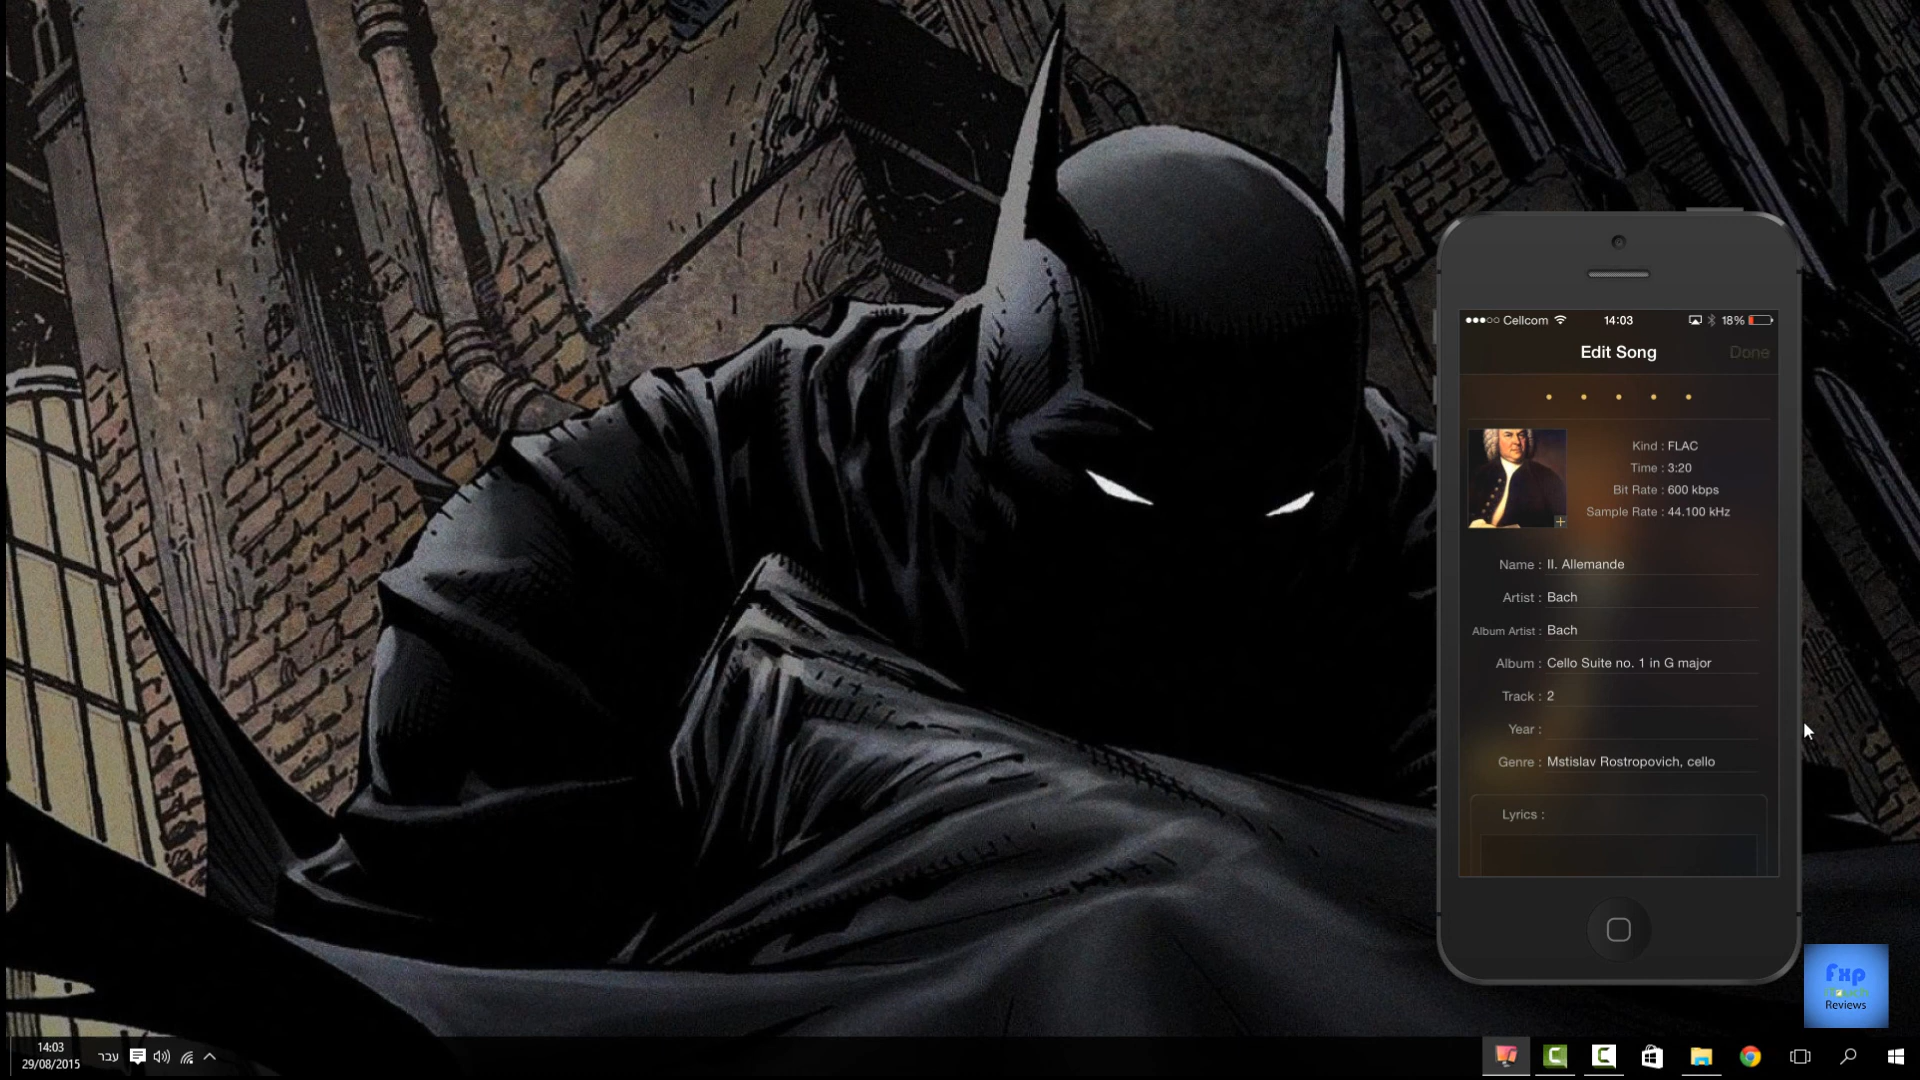 Cellcom 14:03 18%
Edit Song Done
Kind : FLAC
Time : 3:20
Bit Rate : 600 kbps
Sample Rate : 44.100 kHz
Name : II. Allemande
Artist : Bach
Album Artist : Bach
Album : Cello Suite no. 1 in G major
Track : 2
Year :
Genre : Mstislav Rostropovich, cello
Lyrics :
Fxp
Reviews
14:03
29/08/2015
עבר